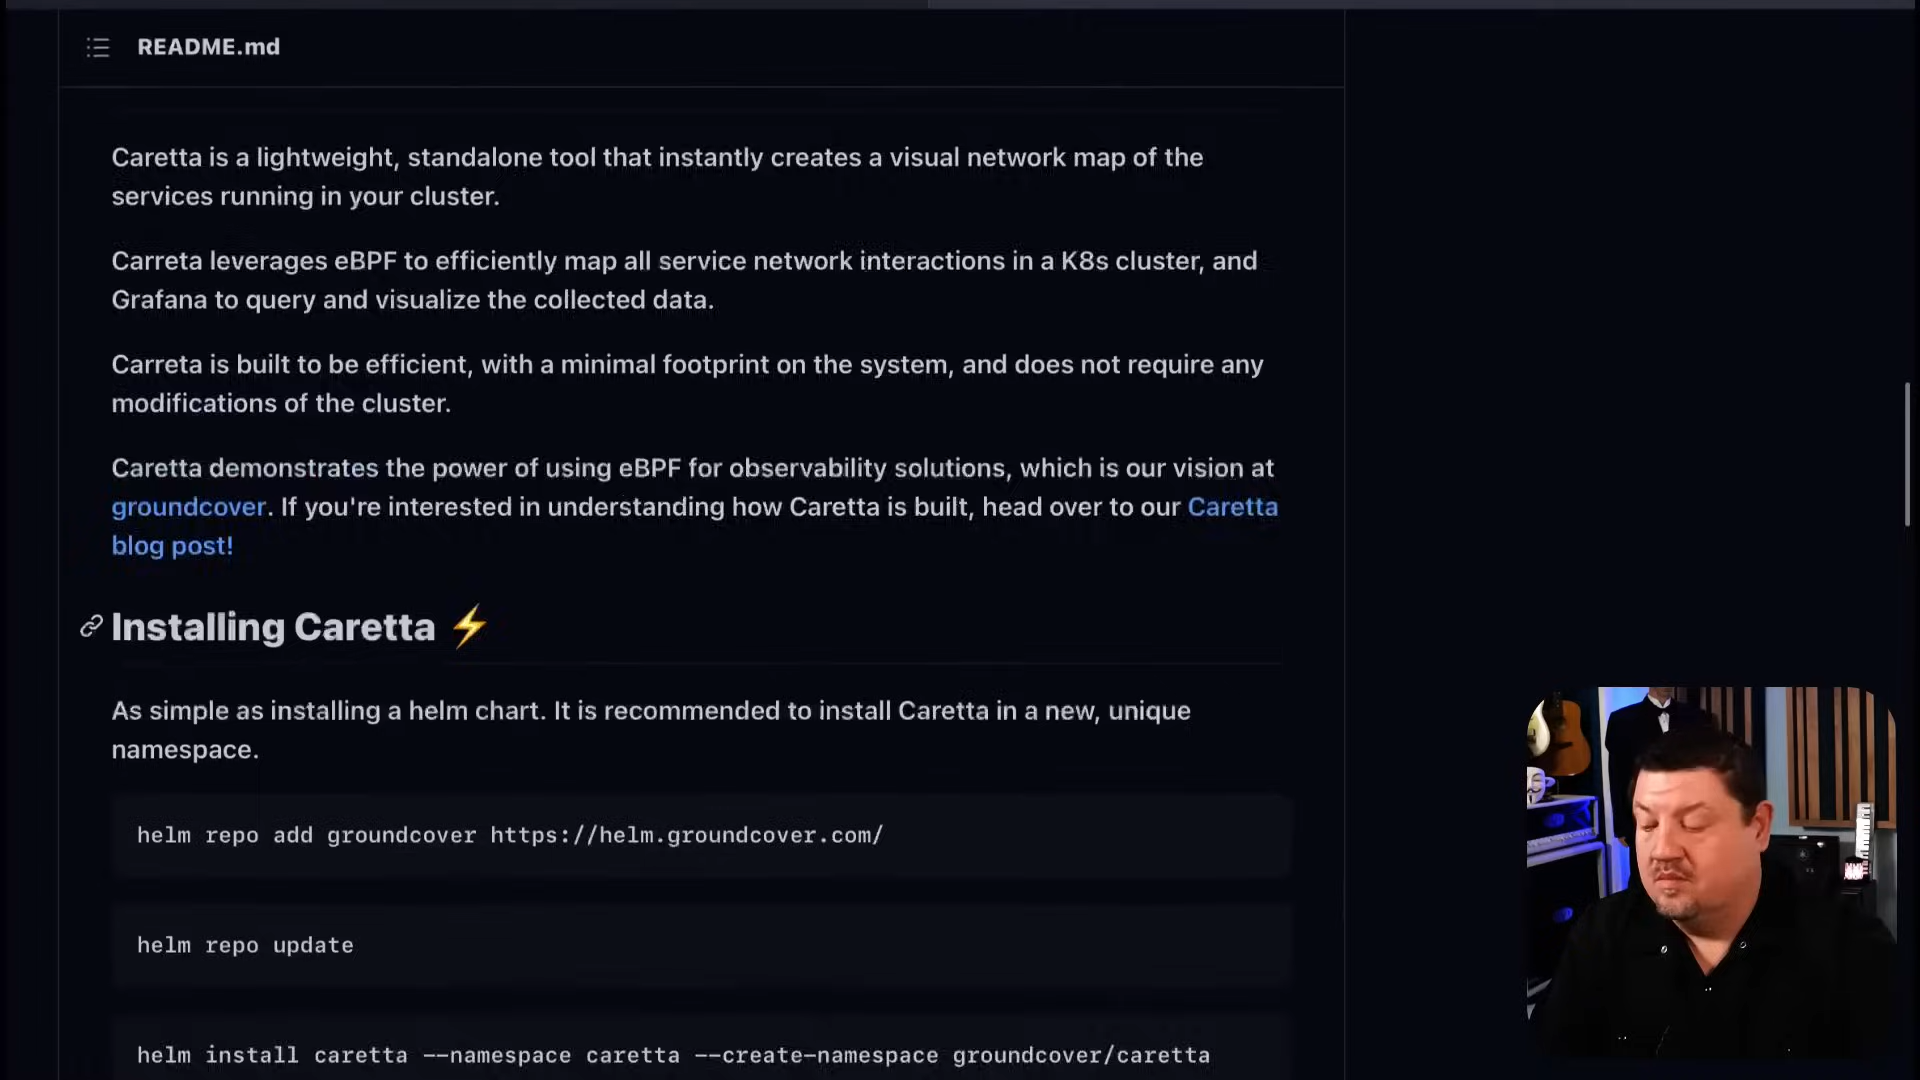 README.md
Caretta is a lightweight, standalone tool that instantly creates a visual network map of the
services running in your cluster.
Carreta leverages eBPF to efficiently map all service network interactions in a K8s cluster, and
Grafana to query and visualize the collected data.
Carreta is built to be efficient, with a minimal footprint on the system, and does not require any
modifications of the cluster.
Caretta demonstrates the power of using eBPF for observability solutions, which is our vision at
groundcover. If you're interested in understanding how Caretta is built, head over to our Caretta
blog post!
Installing Caretta ⚡
As simple as installing a helm chart. It is recommended to install Caretta in a new, unique
namespace.
helm repo add groundcover https://helm.groundcover.com/
helm repo update
helm install caretta --namespace caretta --create-namespace groundcover/caretta